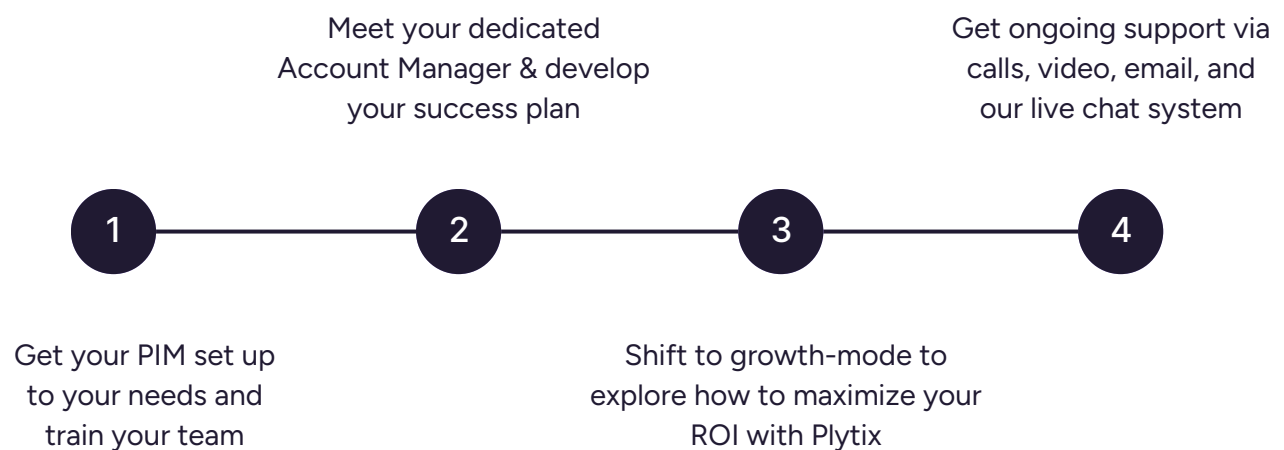 Meet your dedicated
Account Manager & develop
your success plan
Get ongoing support via
calls, video, email, and
our live chat system
1
2
3
4
Get your PIM set up
to your needs and
train your team
Shift to growth-mode to
explore how to maximize your
ROI with Plytix